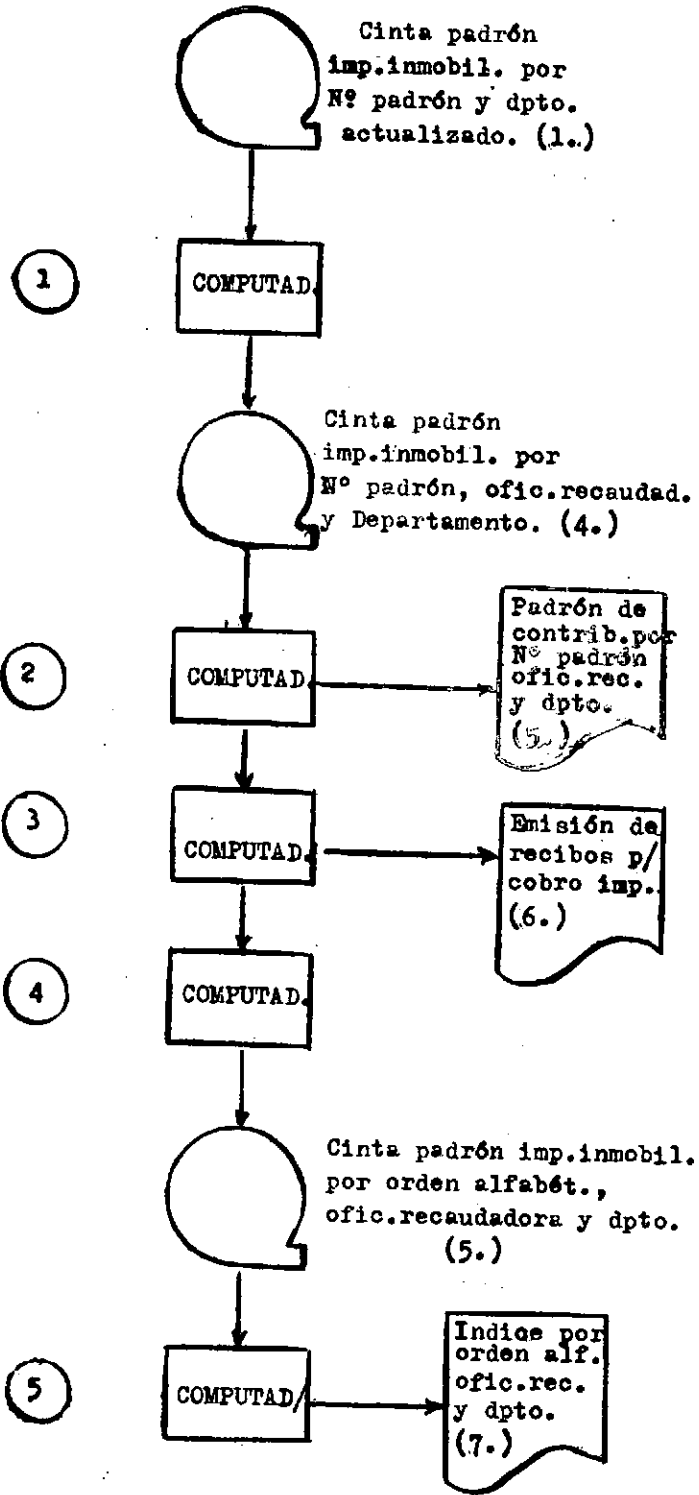 Cinta padrón
imp.inmobil. por
Nº padrón y dpto.
actualizado. (1.)
1
COMPUTAD.
Cinta padrón
imp.inmobil. por
Nº padrón, ofic.recaudad.
y Departamento. (4.)
2
COMPUTAD.
Padrón de
contrib.por
Nº padrón
ofic.rec.
y dpto.
(5.)
3
COMPUTAD.
Emisión de
recibos p/
cobro imp.
(6.)
4
COMPUTAD.
Cinta padrón imp.inmobil.
por orden alfabét.,
ofic.recaudadora y dpto.
(5.)
5
COMPUTAD/
Indice por
orden alf.
ofic.rec.
y dpto.
(7.)